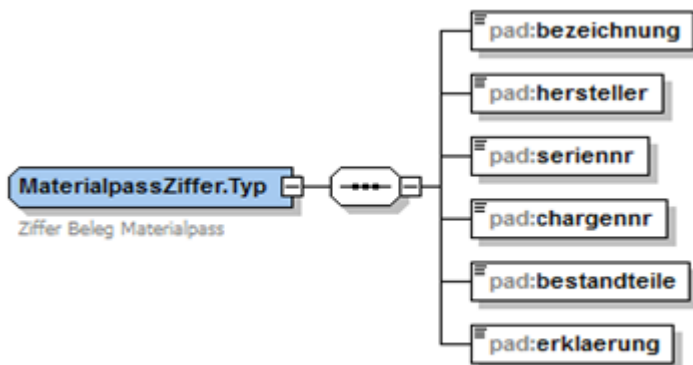 pad:bezeichnung
pad:hersteller
pad:seriennr
MaterialpassZiffer.Typ
Ziffer Beleg Materialpass
pad:chargennr
pad:bestandteile
pad:erklaerung